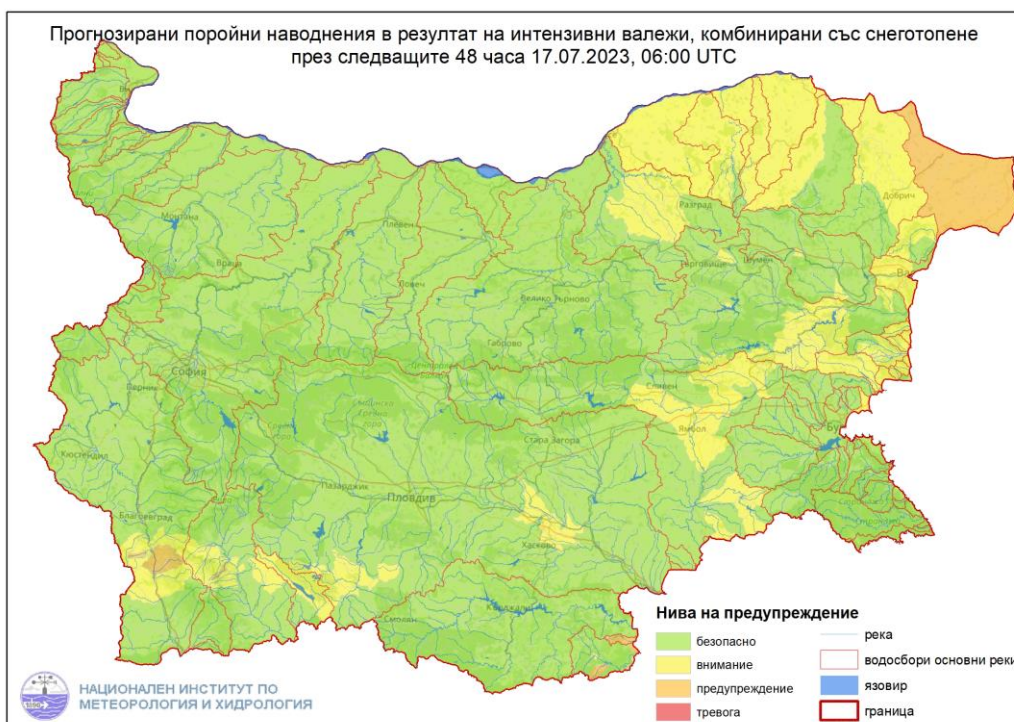 Прогнозирани поройни наводнения в резултат на интензивни валежи, комбинирани със снеготопене
през следващите 48 часа 17.07.2023, 06:00 UTC
Добрич
Разград
Монтана
Плевен
Враца
Търговище
Шумен
Ловеч
Велико Търново
Габрово
София
Перник
Сливен
Ямбол
Стара Загора
Кюстендил
Пазарджик
Пловдив
Благоевград
Хасково
Смолян
Кърджали
Нива на предупреждение
безопасно
внимание
предупреждение
тревога
река
водосбори основни реки
язовир
граница
НАЦИОНАЛЕН ИНСТИТУТ ПО
МЕТЕОРОЛОГИЯ И ХИДРОЛОГИЯ